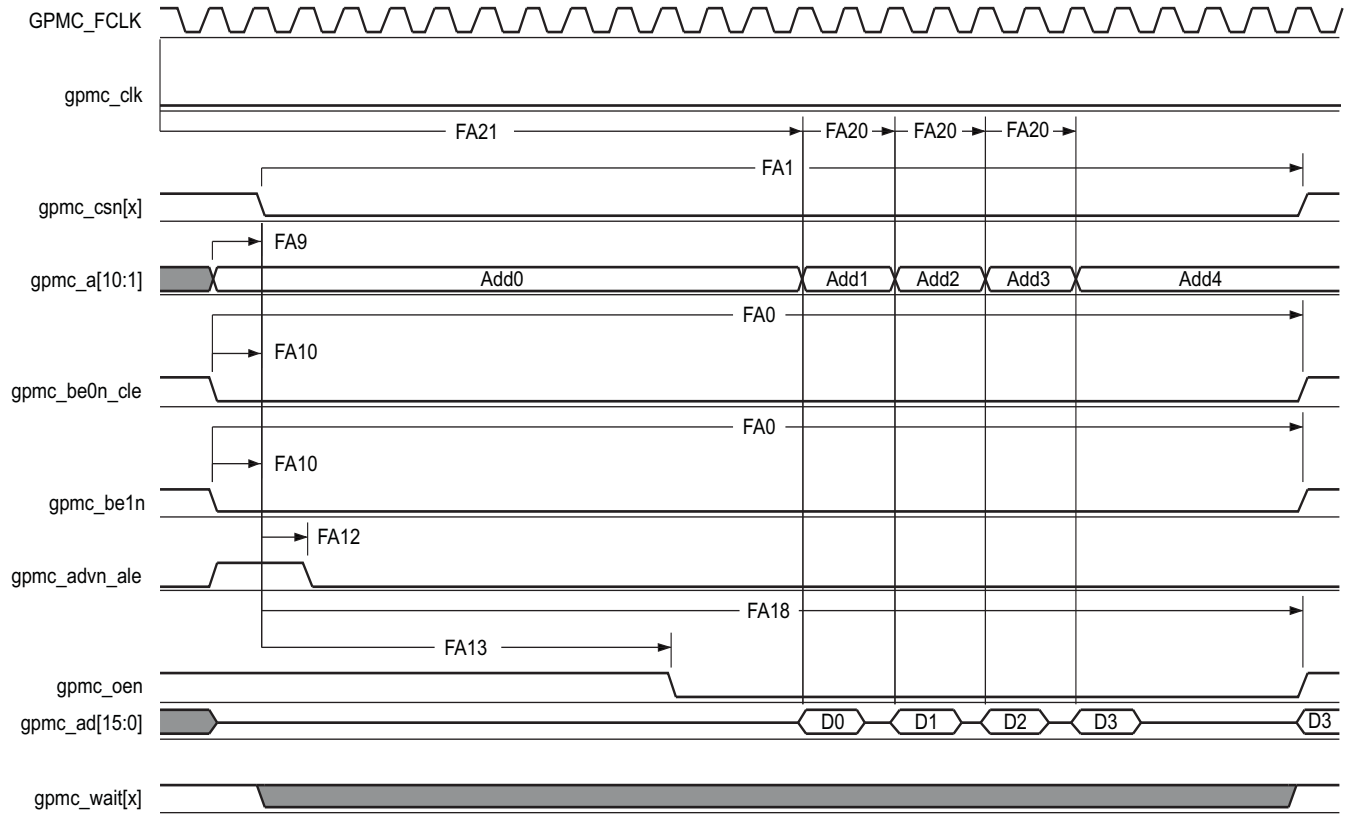 GPMC_FCLK
gpmc_clk
FA21 FA20 FA20 FA20
FA1
gpmc_csn[x]
FA9
gpmc_a[10:1] Add0 Add1 Add2 Add3 Add4
FA0
FA10
gpmc_be0n_cle
FA0
FA10
gpmc_be1n
FA12
gpmc_advn_ale
FA18
FA13
gpmc_oen
gpmc_ad[15:0] D0 D1 D2 D3 D3
gpmc_wait[x]